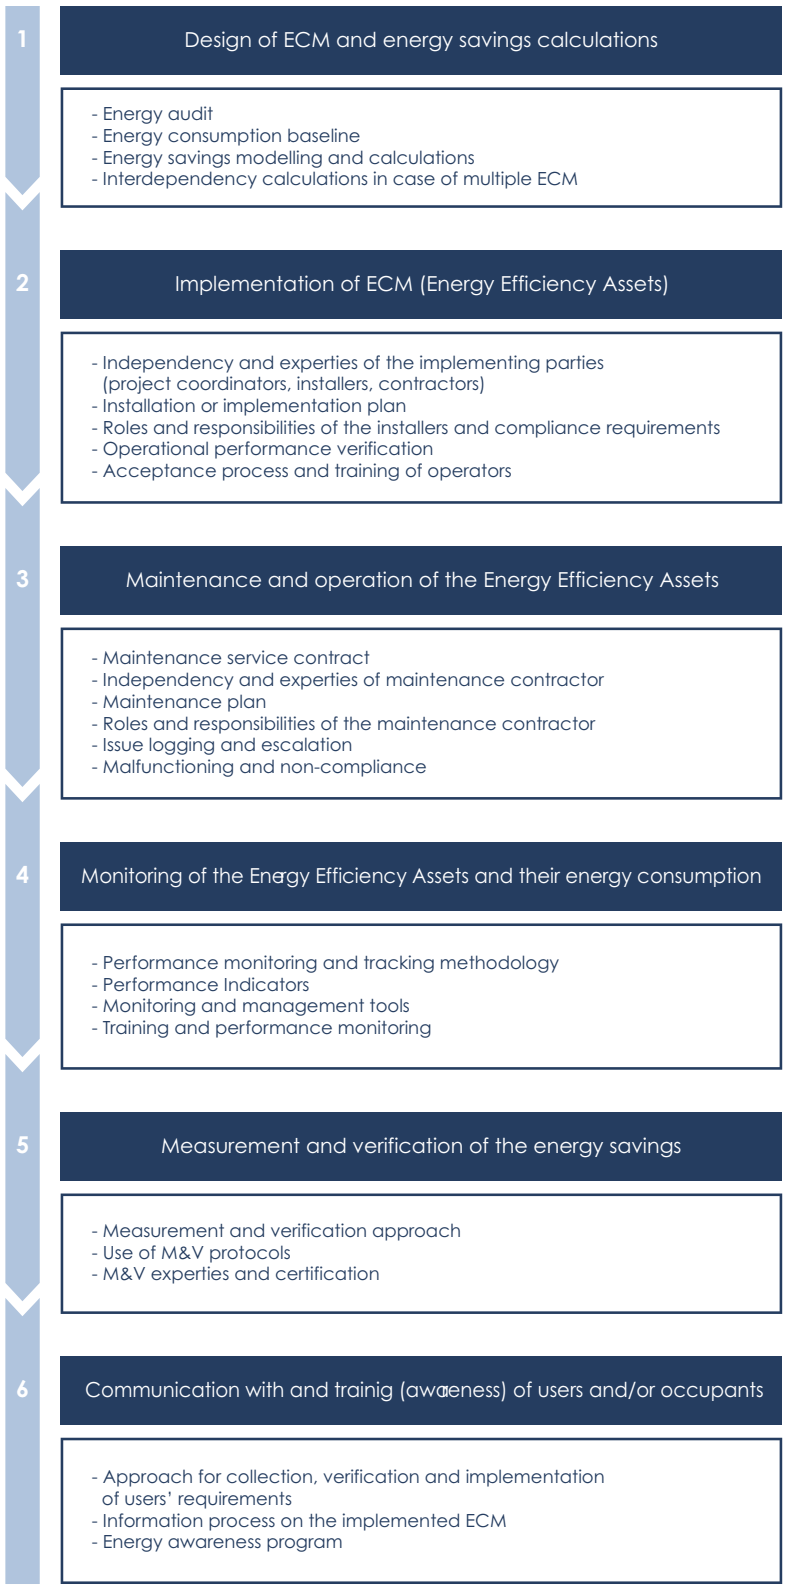 1
Design of ECM and energy savings calculations
- Energy audit
- Energy consumption baseline
- Energy savings modelling and calculations
- Interdependency calculations in case of multiple ECM
2
Implementation of ECM (Energy Efficiency Assets)
- Independency and experties of the implementing parties
(project coordinators, installers, contractors)
- Installation or implementation plan
- Roles and responsibilities of the installers and compliance requirements
- Operational performance verification
- Acceptance process and training of operators
3
Maintenance and operation of the Energy Efficiency Assets
- Maintenance service contract
- Independency and experties of maintenance contractor
- Maintenance plan
- Roles and responsibilities of the maintenance contractor
- Issue logging and escalation
- Malfunctioning and non-compliance
4
Monitoring of the Energy Efficiency Assets and their energy consumption
- Performance monitoring and tracking methodology
- Performance Indicators
- Monitoring and management tools
- Training and performance monitoring
5
Measurement and verification of the energy savings
- Measurement and verification approach
- Use of M&V protocols
- M&V experties and certification
6
Communication with and trainig (awareness) of users and/or occupants
- Approach for collection, verification and implementation
of users’ requirements
- Information process on the implemented ECM
- Energy awareness program